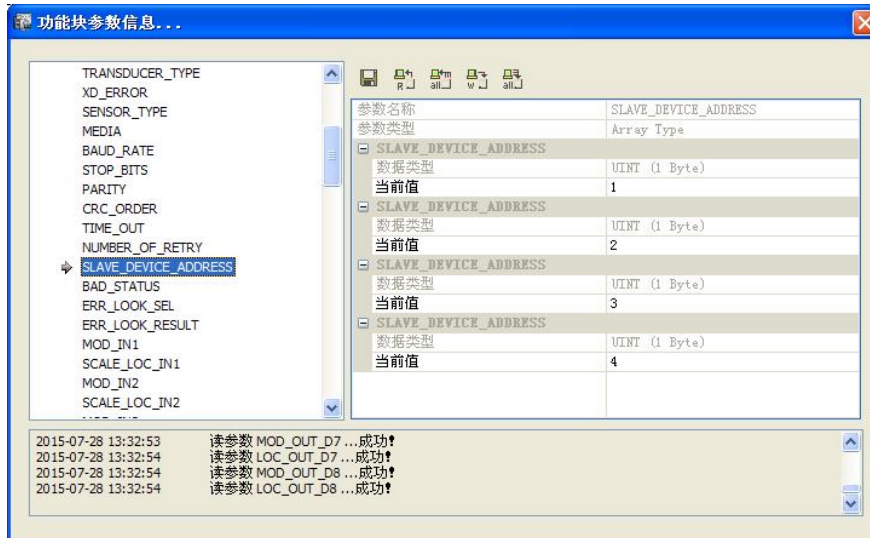 功能块参数信息...
TRANSDUCER_TYPE
XD_ERROR
SENSOR_TYPE
MEDIA
BAUD_RATE
STOP_BITS
PARITY
CRC_ORDER
TIME_OUT
NUMBER_OF_RETRY
SLAVE_DEVICE_ADDRESS
BAD_STATUS
ERR_LOOK_SEL
ERR_LOOK_RESULT
MOD_IN1
SCALE_LOC_IN1
MOD_IN2
SCALE_LOC_IN2
R all w all
参数名称 SLAVE_DEVICE_ADDRESS
参数类型 Array Type
SLAVE_DEVICE_ADDRESS
数据类型 UINT (1 Byte)
当前值 1
SLAVE_DEVICE_ADDRESS
数据类型 UINT (1 Byte)
当前值 2
SLAVE_DEVICE_ADDRESS
数据类型 UINT (1 Byte)
当前值 3
SLAVE_DEVICE_ADDRESS
数据类型 UINT (1 Byte)
当前值 4
2015-07-28 13:32:53 读参数 MOD_OUT_D7 ...成功!
2015-07-28 13:32:54 读参数 LOC_OUT_D7 ...成功!
2015-07-28 13:32:54 读参数 MOD_OUT_D8 ...成功!
2015-07-28 13:32:54 读参数 LOC_OUT_D8 ...成功!